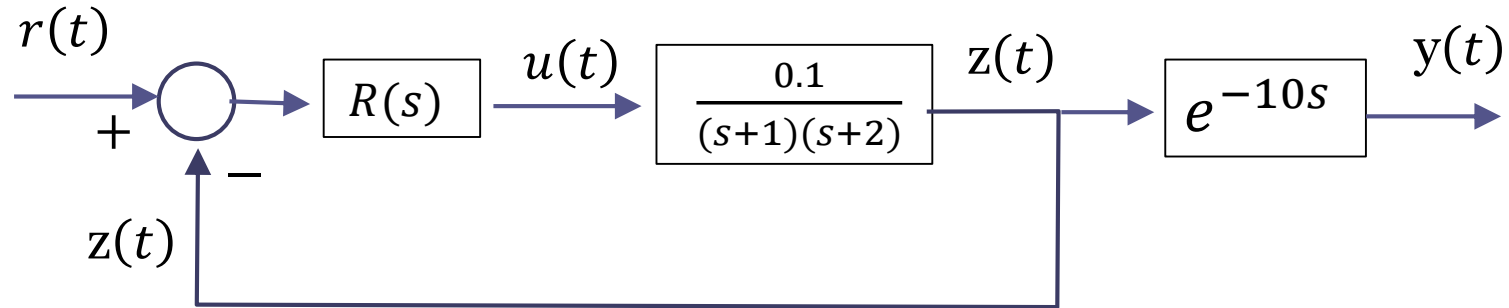 r(t)
+
−
R(s)
u(t)
0.1
(s+1)(s+2)
z(t)
e^{−10s}
y(t)
z(t)